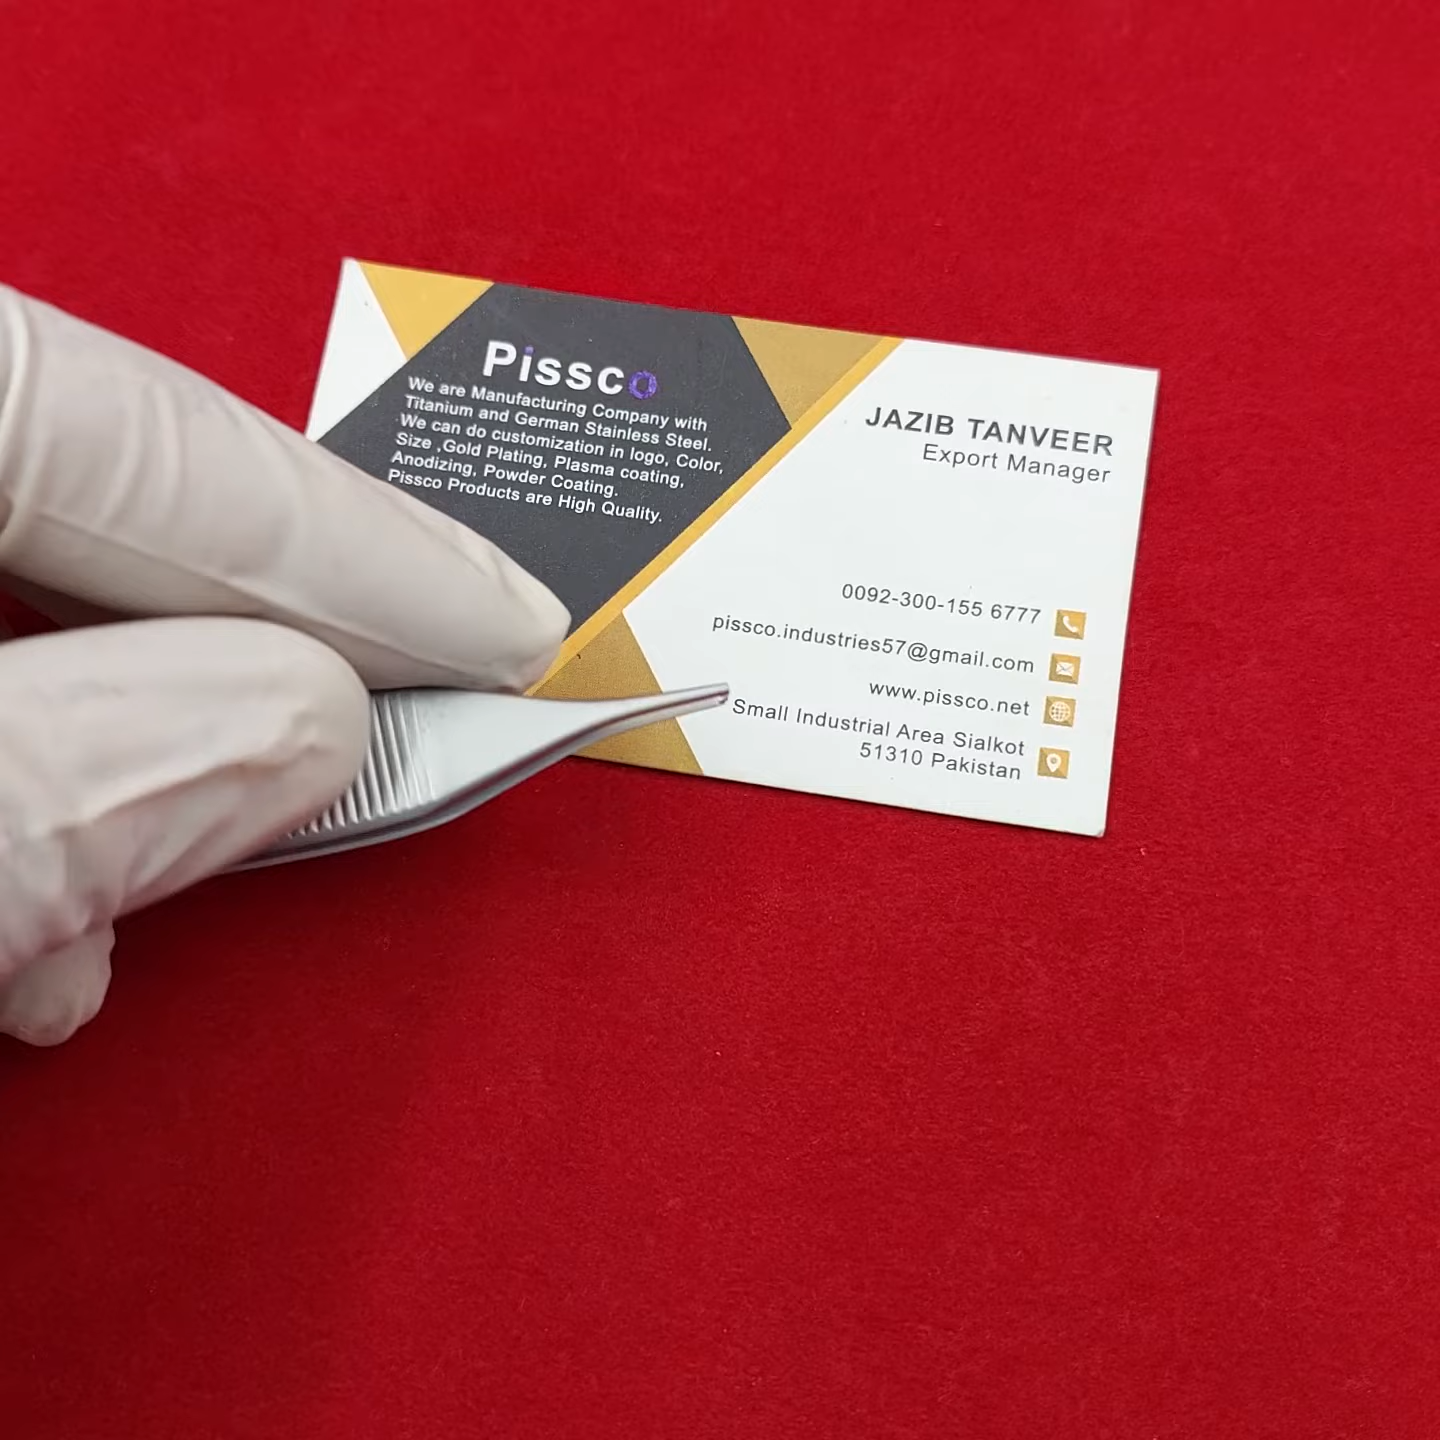 Pissco
We are Manufacturing Company with
Titanium and German Stainless Steel.
We can do customization in logo, Color,
Size ,Gold Plating, Plasma coating,
Anodizing, Powder Coating.
Pissco Products are High Quality.
JAZIB TANVEER
Export Manager
0092-300-155 6777
pissco.industries57@gmail.com
www.pissco.net
Small Industrial Area Sialkot
51310 Pakistan